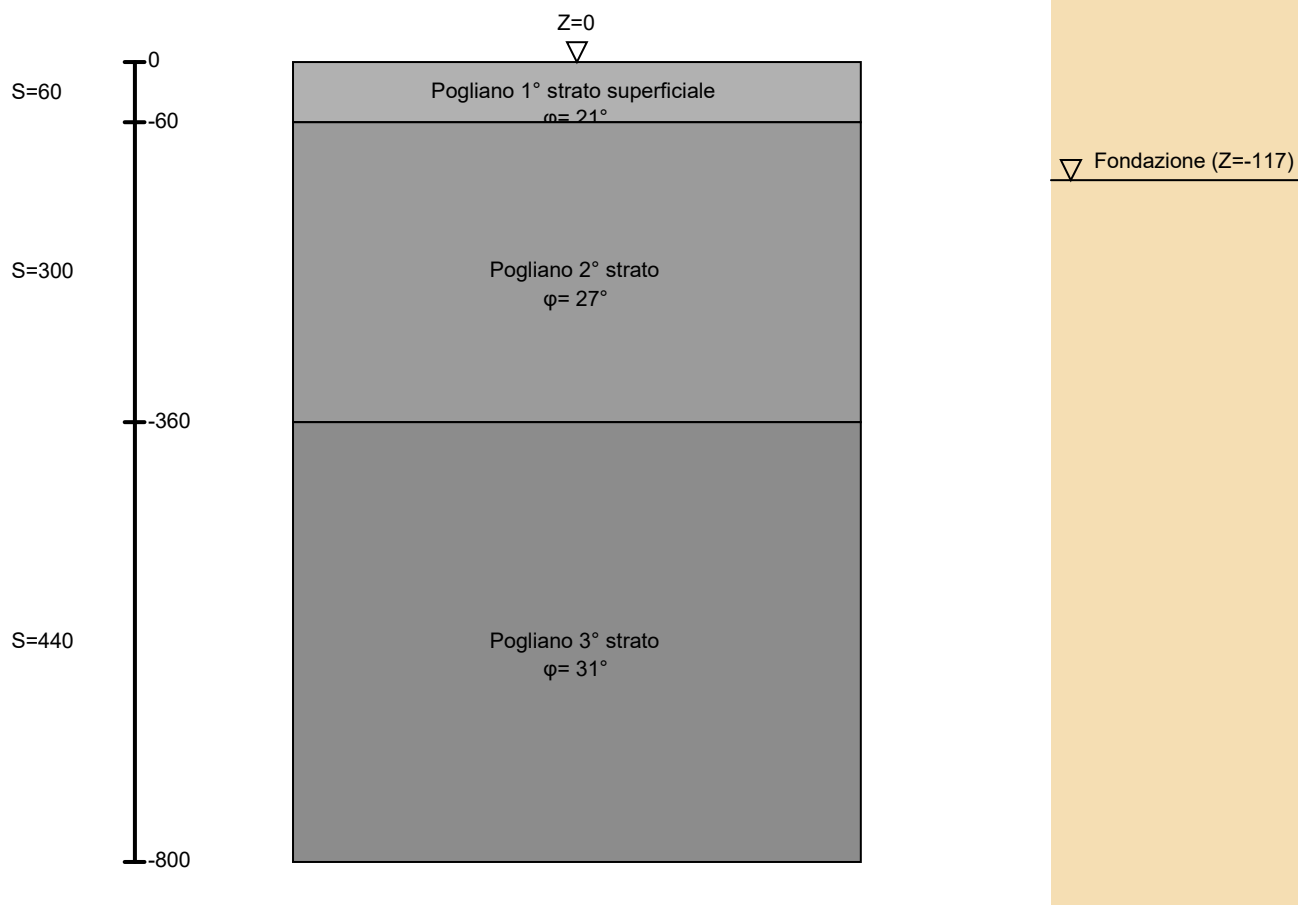 Z=0
0
S=60
Pogliano 1° strato superficiale
φ= 21°
-60
Fondazione (Z=-117)
S=300
Pogliano 2° strato
φ= 27°
-360
S=440
Pogliano 3° strato
φ= 31°
-800